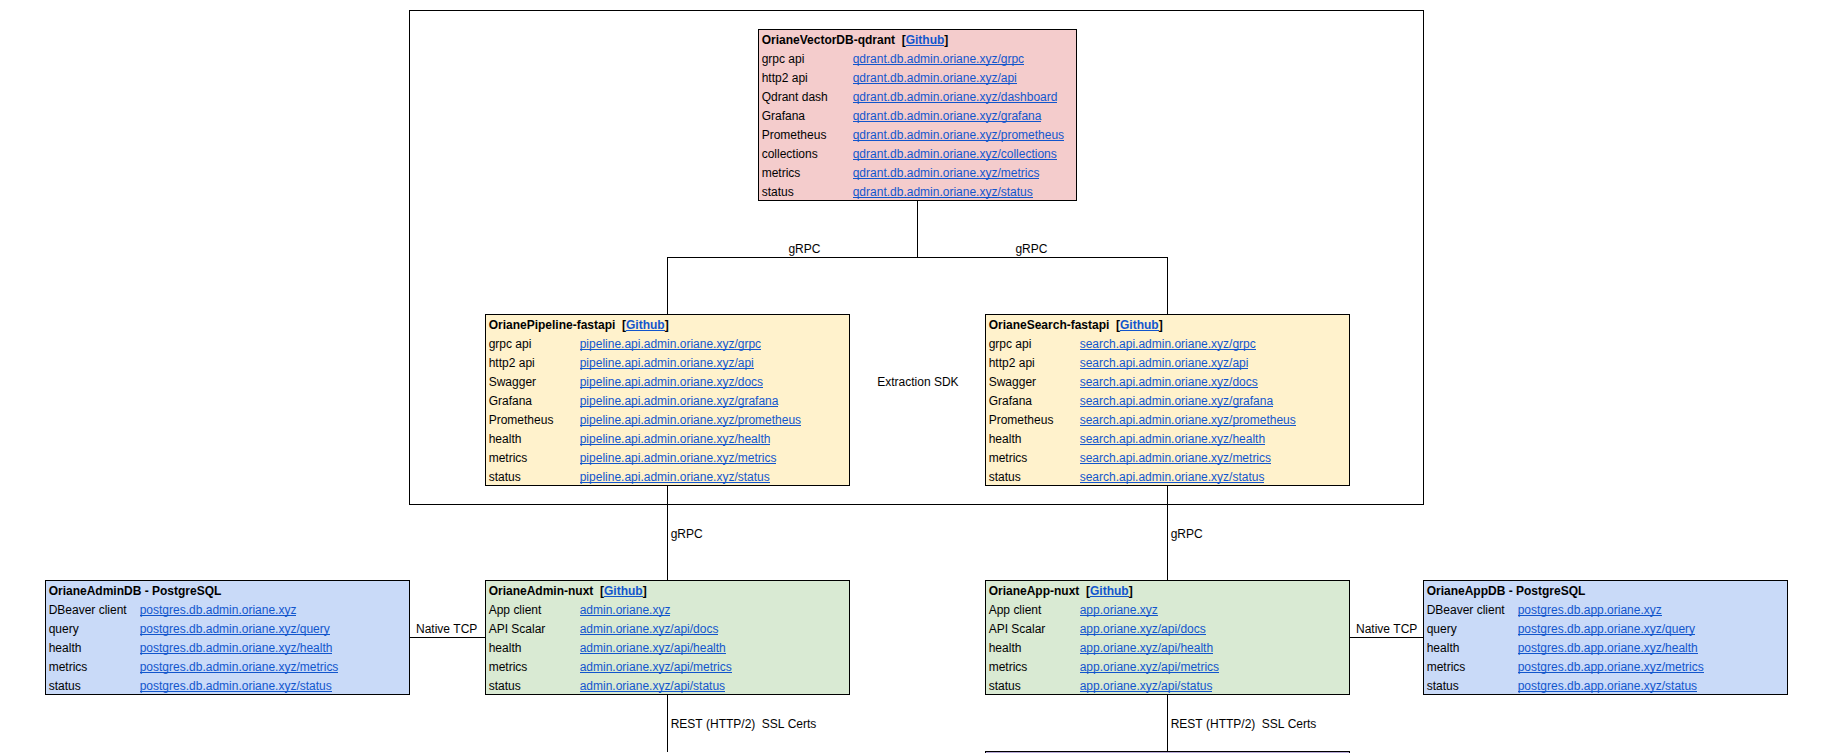 OrianeVectorDB-qdrant [Github]
grpc api qdrant.db.admin.oriane.xyz/grpc
http2 api qdrant.db.admin.oriane.xyz/api
Qdrant dash qdrant.db.admin.oriane.xyz/dashboard
Grafana qdrant.db.admin.oriane.xyz/grafana
Prometheus qdrant.db.admin.oriane.xyz/prometheus
collections qdrant.db.admin.oriane.xyz/collections
metrics qdrant.db.admin.oriane.xyz/metrics
status qdrant.db.admin.oriane.xyz/status
gRPC
gRPC
OrianePipeline-fastapi [Github]
grpc api pipeline.api.admin.oriane.xyz/grpc
http2 api pipeline.api.admin.oriane.xyz/api
Swagger pipeline.api.admin.oriane.xyz/docs
Grafana pipeline.api.admin.oriane.xyz/grafana
Prometheus pipeline.api.admin.oriane.xyz/prometheus
health pipeline.api.admin.oriane.xyz/health
metrics pipeline.api.admin.oriane.xyz/metrics
status pipeline.api.admin.oriane.xyz/status
Extraction SDK
OrianeSearch-fastapi [Github]
grpc api search.api.admin.oriane.xyz/grpc
http2 api search.api.admin.oriane.xyz/api
Swagger search.api.admin.oriane.xyz/docs
Grafana search.api.admin.oriane.xyz/grafana
Prometheus search.api.admin.oriane.xyz/prometheus
health search.api.admin.oriane.xyz/health
metrics search.api.admin.oriane.xyz/metrics
status search.api.admin.oriane.xyz/status
gRPC
gRPC
OrianeAdminDB - PostgreSQL
DBeaver client postgres.db.admin.oriane.xyz
query postgres.db.admin.oriane.xyz/query
health postgres.db.admin.oriane.xyz/health
metrics postgres.db.admin.oriane.xyz/metrics
status postgres.db.admin.oriane.xyz/status
Native TCP
OrianeAdmin-nuxt [Github]
App client admin.oriane.xyz
API Scalar admin.oriane.xyz/api/docs
health admin.oriane.xyz/api/health
metrics admin.oriane.xyz/api/metrics
status admin.oriane.xyz/api/status
OrianeApp-nuxt [Github]
App client app.oriane.xyz
API Scalar app.oriane.xyz/api/docs
health app.oriane.xyz/api/health
metrics app.oriane.xyz/api/metrics
status app.oriane.xyz/api/status
Native TCP
OrianeAppDB - PostgreSQL
DBeaver client postgres.db.app.oriane.xyz
query postgres.db.app.oriane.xyz/query
health postgres.db.app.oriane.xyz/health
metrics postgres.db.app.oriane.xyz/metrics
status postgres.db.app.oriane.xyz/status
REST (HTTP/2) SSL Certs
REST (HTTP/2) SSL Certs